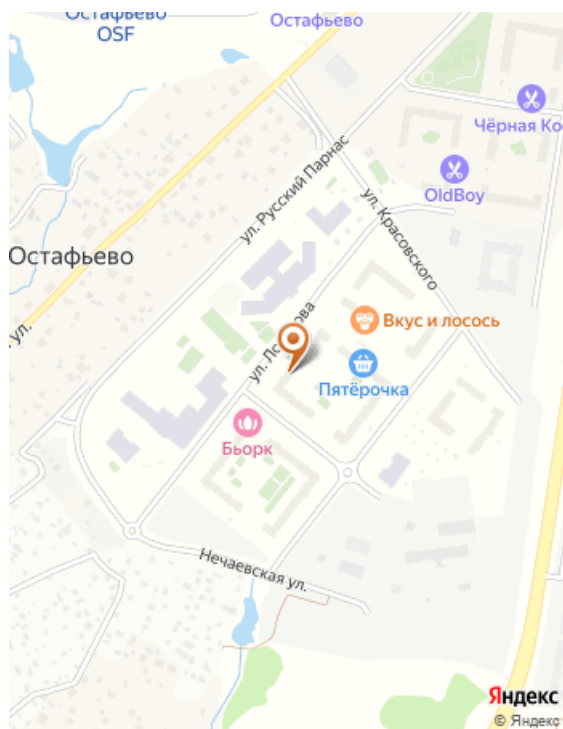 Остафьево
OSF
Остафьево
Чёрная Ко
OldBoy
ул. Русский Парнас
ул. Красовского
Остафьево
ул.
Вкус и лосось
Пятёрочка
Бьорк
Нечаевская ул.
Яндекс
© Яндекс